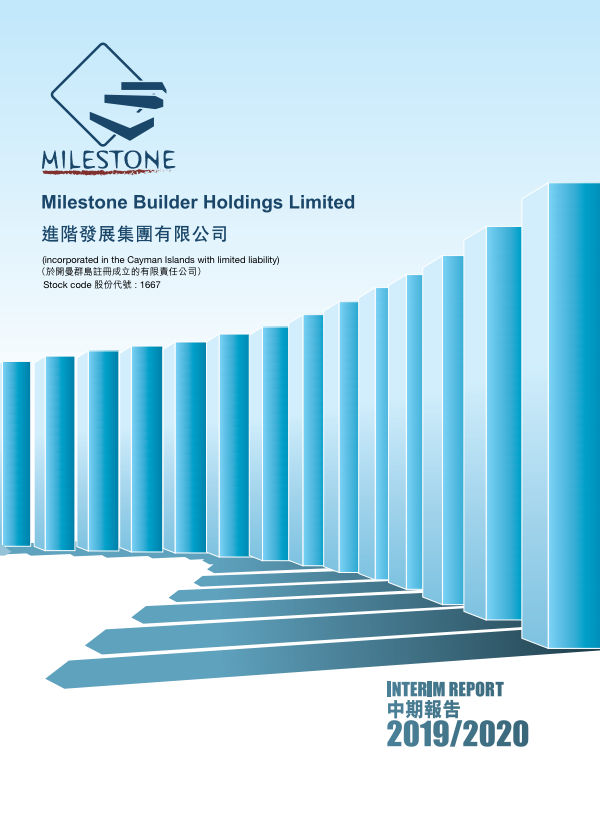 MILESTONE
Milestone Builder Holdings Limited
進階發展集團有限公司
(incorporated in the Cayman Islands with limited liability)
（於開曼群島註冊成立的有限責任公司）
Stock code 股份代號 : 1667
INTERIM REPORT
中期報告
2019/2020